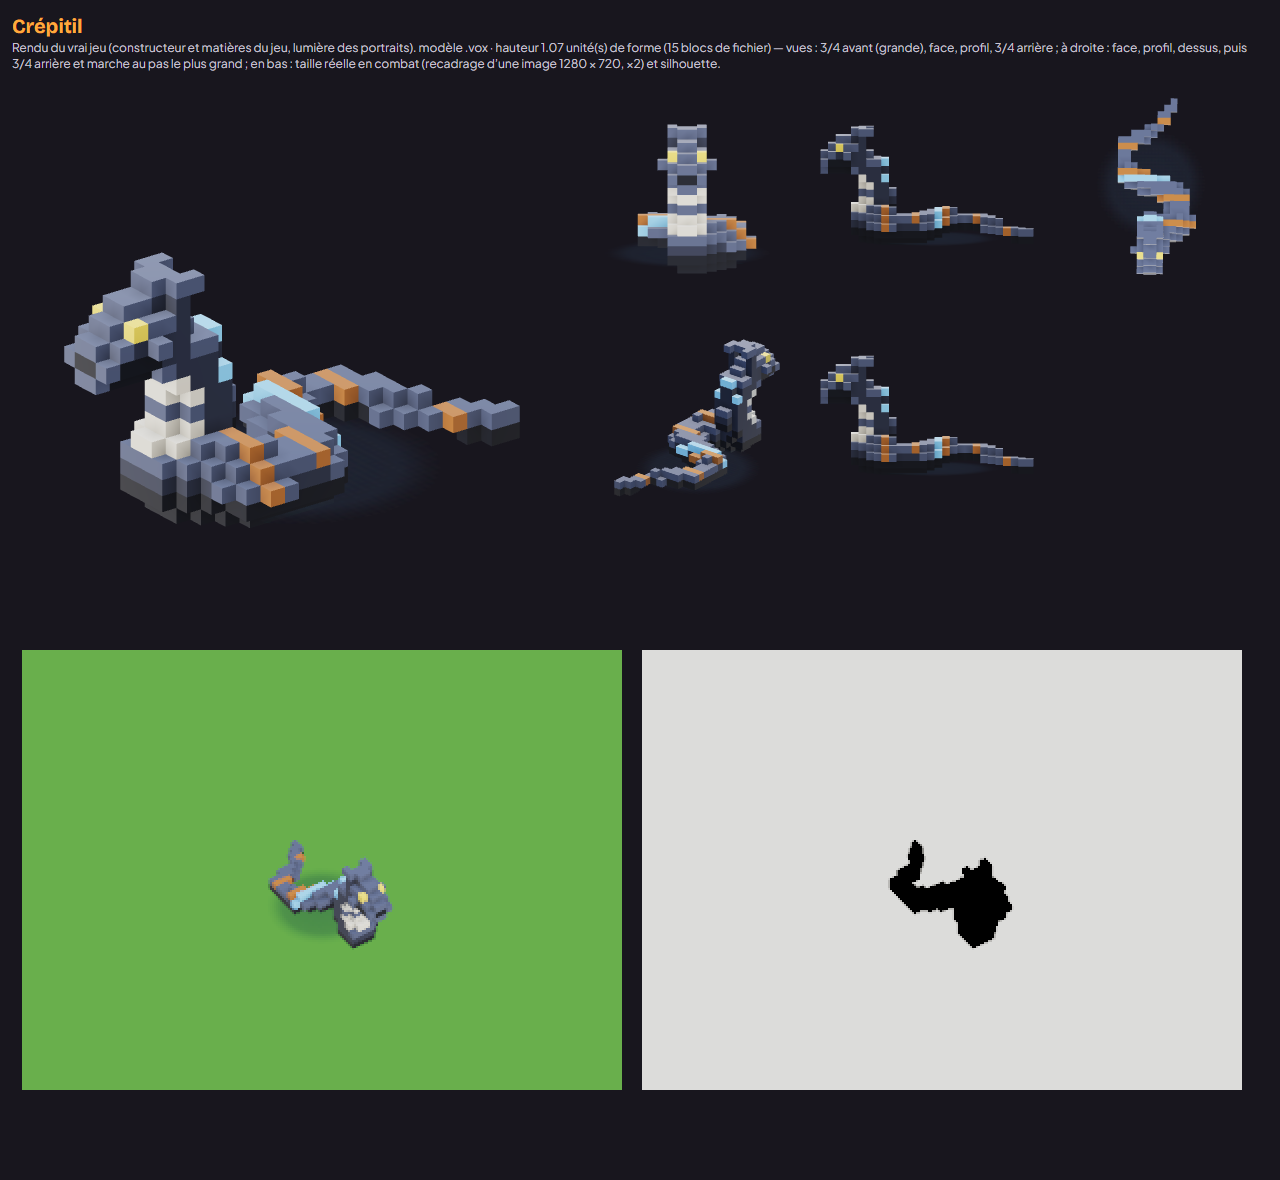 Crépitil
Rendu du vrai jeu (constructeur et matières du jeu, lumière des portraits). modèle .vox · hauteur 1.07 unité(s) de forme (15 blocs de fichier) — vues : 3/4 avant (grande), face, profil, 3/4 arrière ; à droite : face, profil, dessus, puis
3/4 arrière et marche au pas le plus grand ; en bas : taille réelle en combat (recadrage d’une image 1280 × 720, ×2) et silhouette.